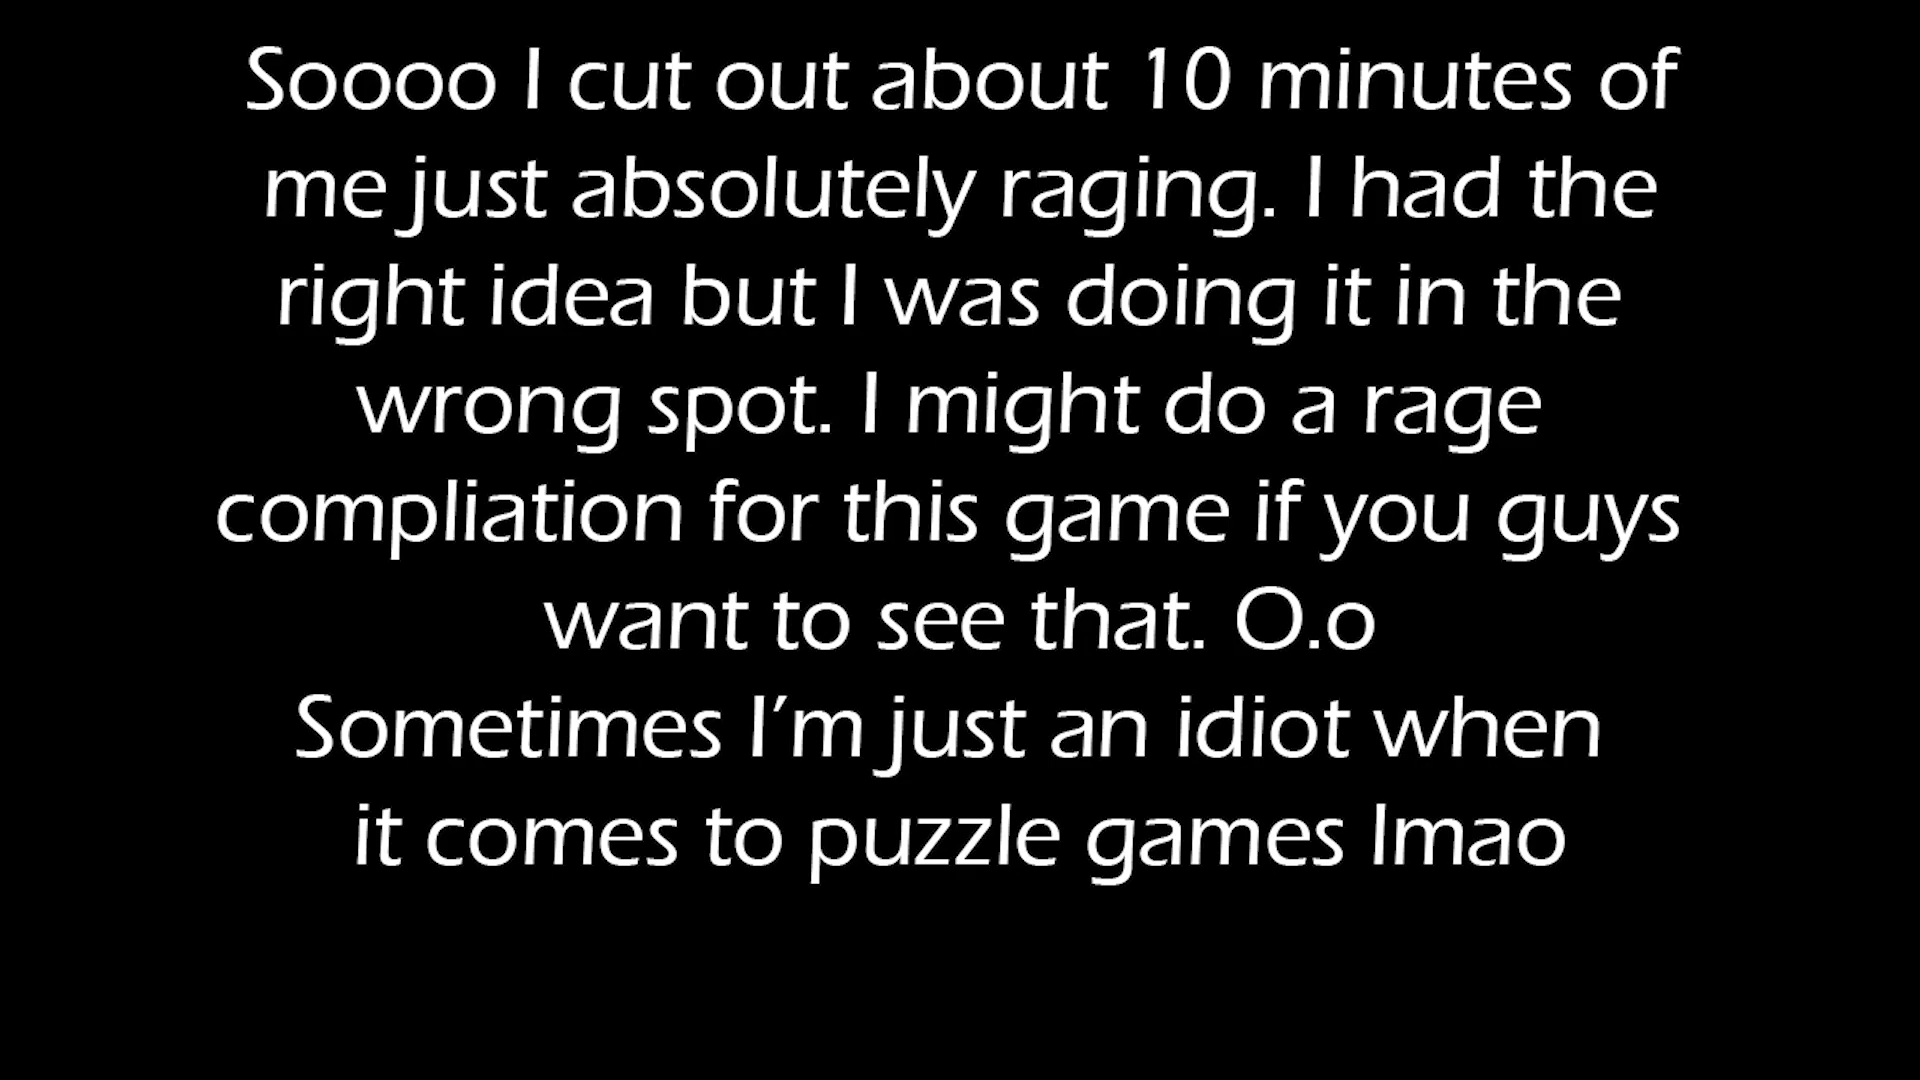 Soooo I cut out about 10 minutes of
me just absolutely raging. I had the
right idea but I was doing it in the
wrong spot. I might do a rage
compliation for this game if you guys
want to see that. O.o
Sometimes I’m just an idiot when
it comes to puzzle games lmao